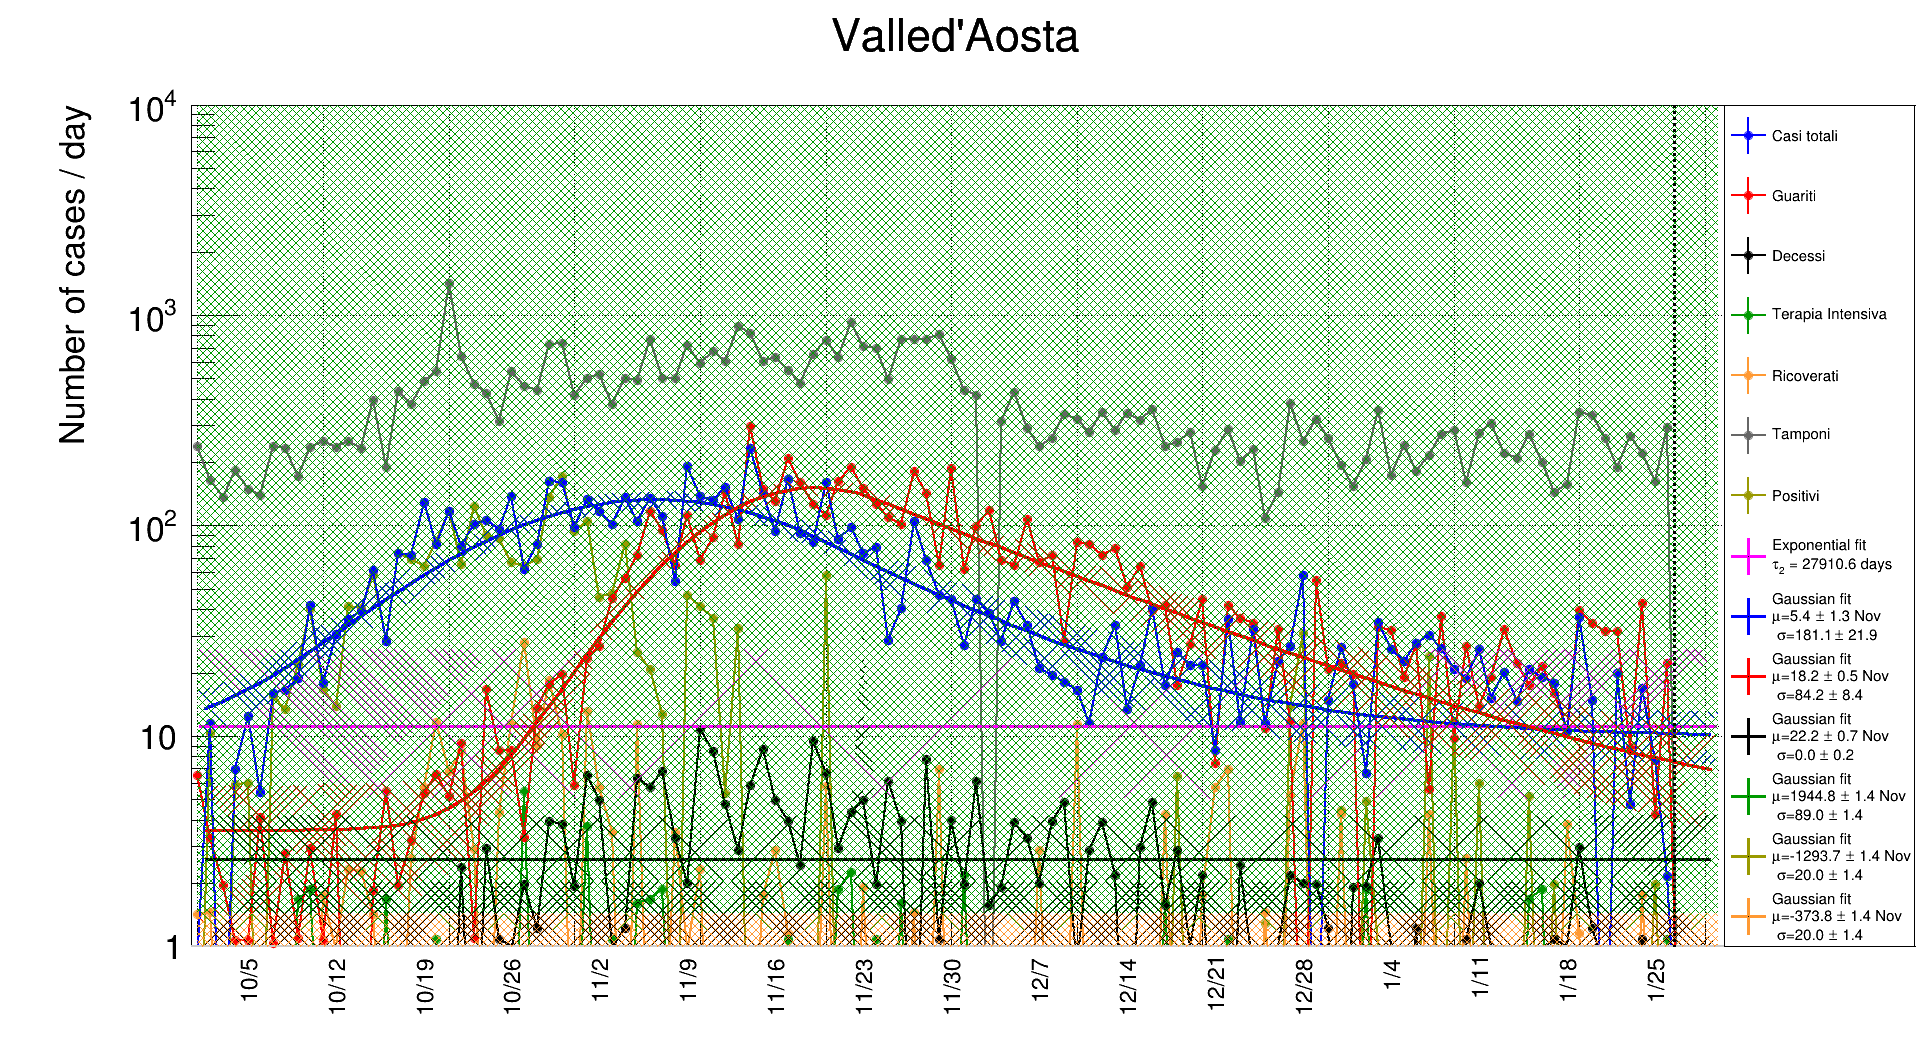 Valled'Aosta
Number of cases / day
10^4
10^3
10^2
10
1
10/5
10/12
10/19
10/26
11/2
11/9
11/16
11/23
11/30
12/7
12/14
12/21
12/28
1/4
1/11
1/18
1/25
Casi totali
Guariti
Decessi
Terapia Intensiva
Ricoverati
Tamponi
Positivi
Exponential fit
τ₂ = 27910.6 days
Gaussian fit
μ=5.4 ± 1.3 Nov
σ=181.1 ± 21.9
Gaussian fit
μ=18.2 ± 0.5 Nov
σ=84.2 ± 8.4
Gaussian fit
μ=22.2 ± 0.7 Nov
σ=0.0 ± 0.2
Gaussian fit
μ=1944.8 ± 1.4 Nov
σ=89.0 ± 1.4
Gaussian fit
μ=-1293.7 ± 1.4 Nov
σ=20.0 ± 1.4
Gaussian fit
μ=-373.8 ± 1.4 Nov
σ=20.0 ± 1.4